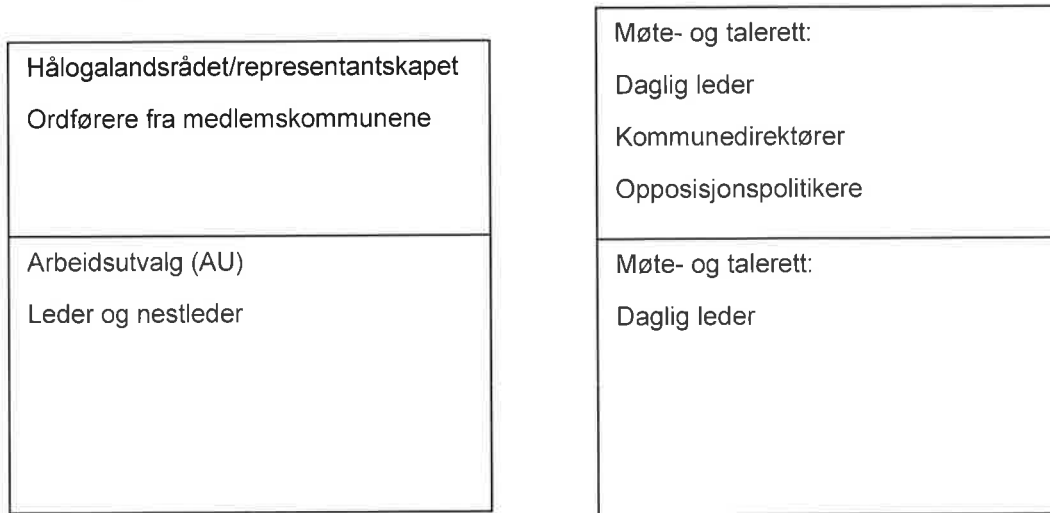 Hålogalandsrådet/representantskapet
Ordførere fra medlemskommunene
Arbeidsutvalg (AU)
Leder og nestleder
Møte- og talerett:
Daglig leder
Kommunedirektører
Opposisjonspolitikere
Møte- og talerett:
Daglig leder